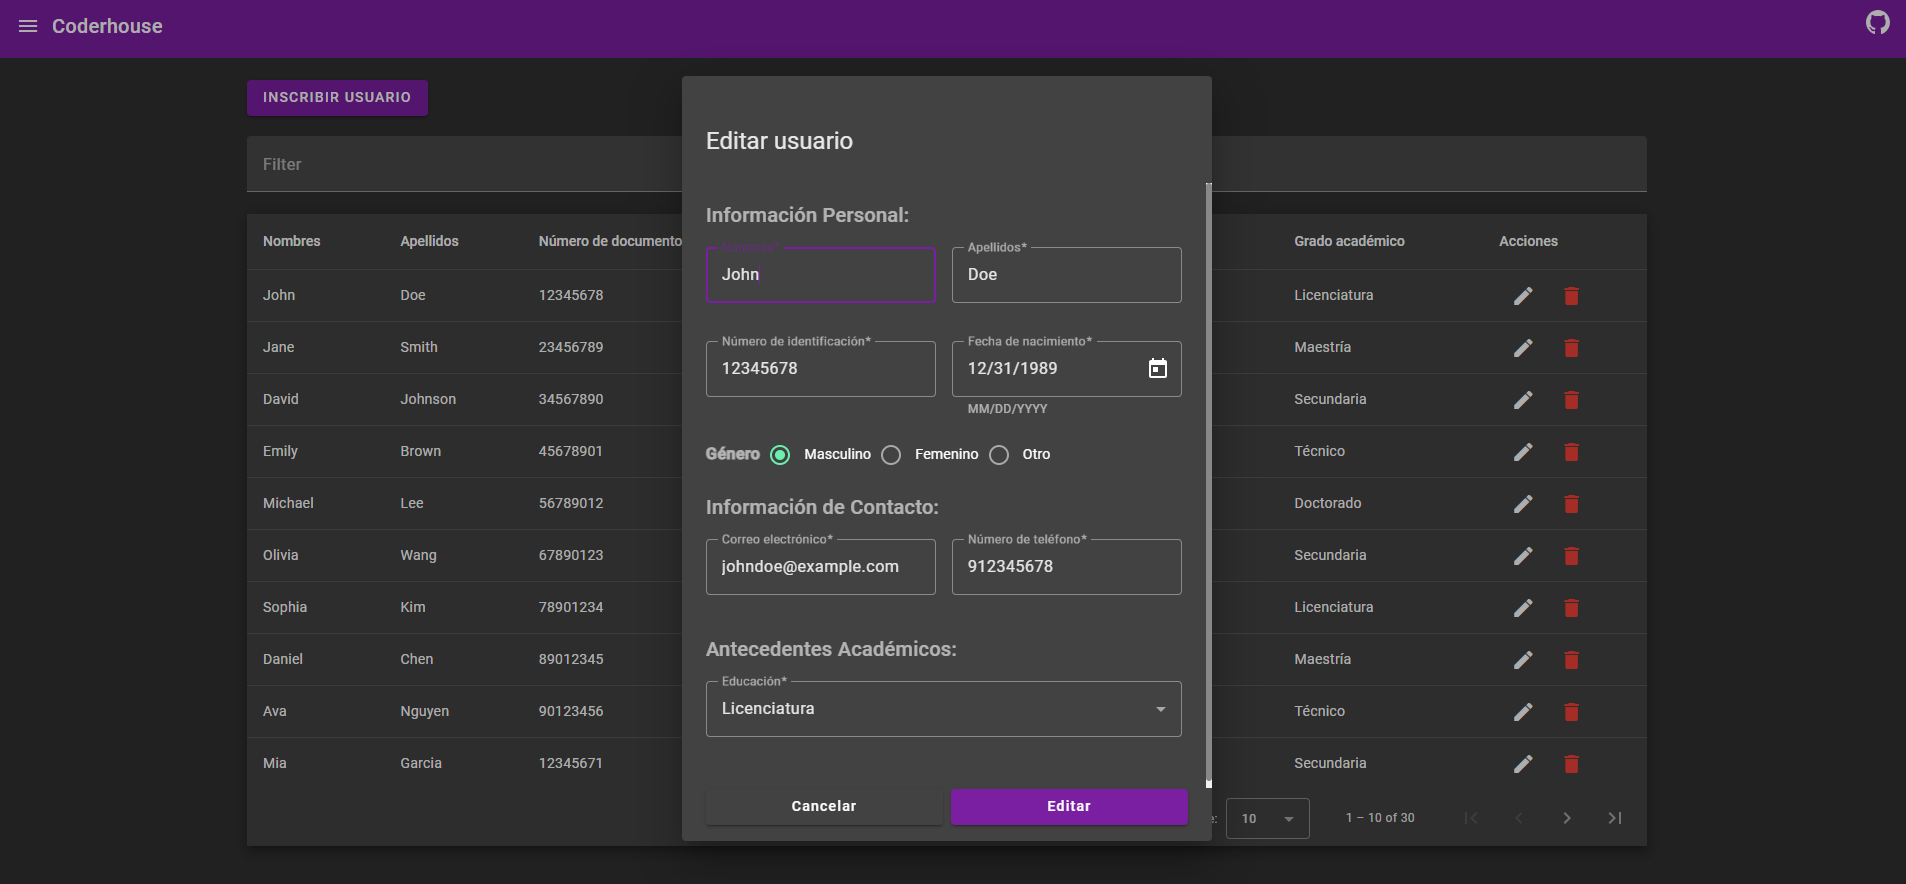 Coderhouse
INSCRIBIR USUARIO
Filter
Nombres Apellidos Número de documento Grado académico Acciones
John Doe 12345678 Licenciatura
Jane Smith 23456789 Maestría
David Johnson 34567890 Secundaria
Emily Brown 45678901 Técnico
Michael Lee 56789012 Doctorado
Olivia Wang 67890123 Secundaria
Sophia Kim 78901234 Licenciatura
Daniel Chen 89012345 Maestría
Ava Nguyen 90123456 Técnico
Mia Garcia 12345671 Secundaria
10 1 – 10 of 30
Editar usuario
Información Personal:
Apellidos*
John Doe
Número de identificación* Fecha de nacimiento*
12345678 12/31/1989
MM/DD/YYYY
Género Masculino Femenino Otro
Información de Contacto:
Correo electrónico* Número de teléfono*
johndoe@example.com 912345678
Antecedentes Académicos:
Educación*
Licenciatura
Cancelar Editar